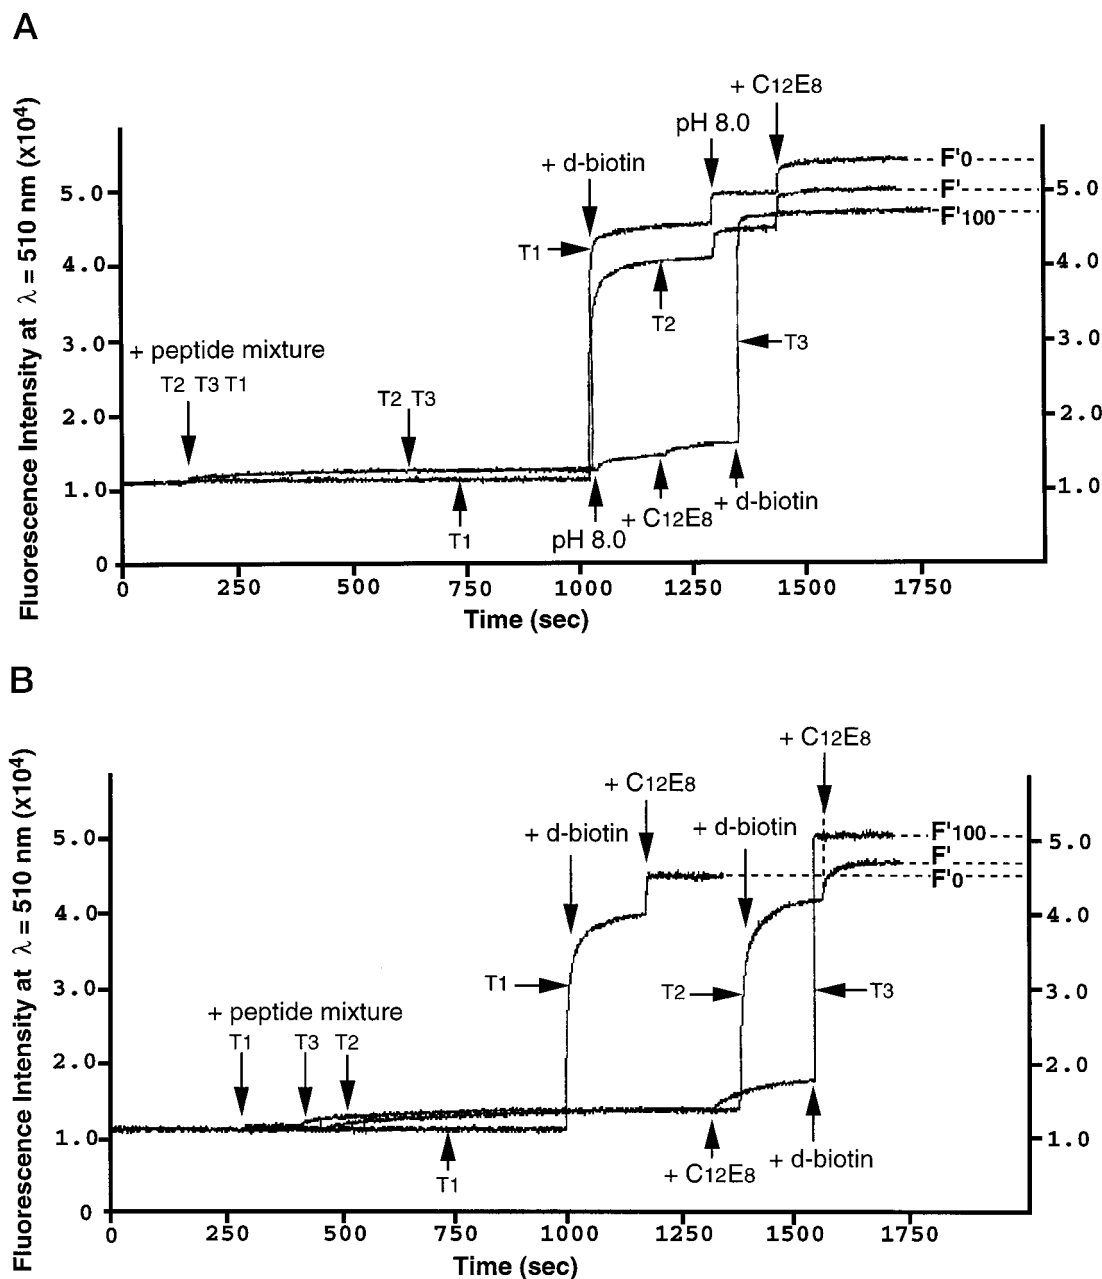 A
+ C12E8
pH 8.0
+ d-biotin
F'0
F'
F'100
T1
T2
T3
+ peptide mixture
T2 T3 T1
T2 T3
T1
pH 8.0
+ C12E8
+ d-biotin
5.0
4.0
3.0
2.0
1.0
0
5.0
4.0
3.0
2.0
1.0
0 250 500 750 1000 1250 1500 1750
Time (sec)
Fluorescence Intensity at λ = 510 nm (x10⁴)
B
+ C12E8
+ C12E8
+ d-biotin
+ d-biotin
F'100
F'
F'0
T1
T2
T3
+ peptide mixture
T1 T3 T2
T1
+ C12E8
+ d-biotin
5.0
4.0
3.0
2.0
1.0
0
5.0
4.0
3.0
2.0
1.0
0 250 500 750 1000 1250 1500 1750
Time (sec)
Fluorescence Intensity at λ = 510 nm (x10⁴)